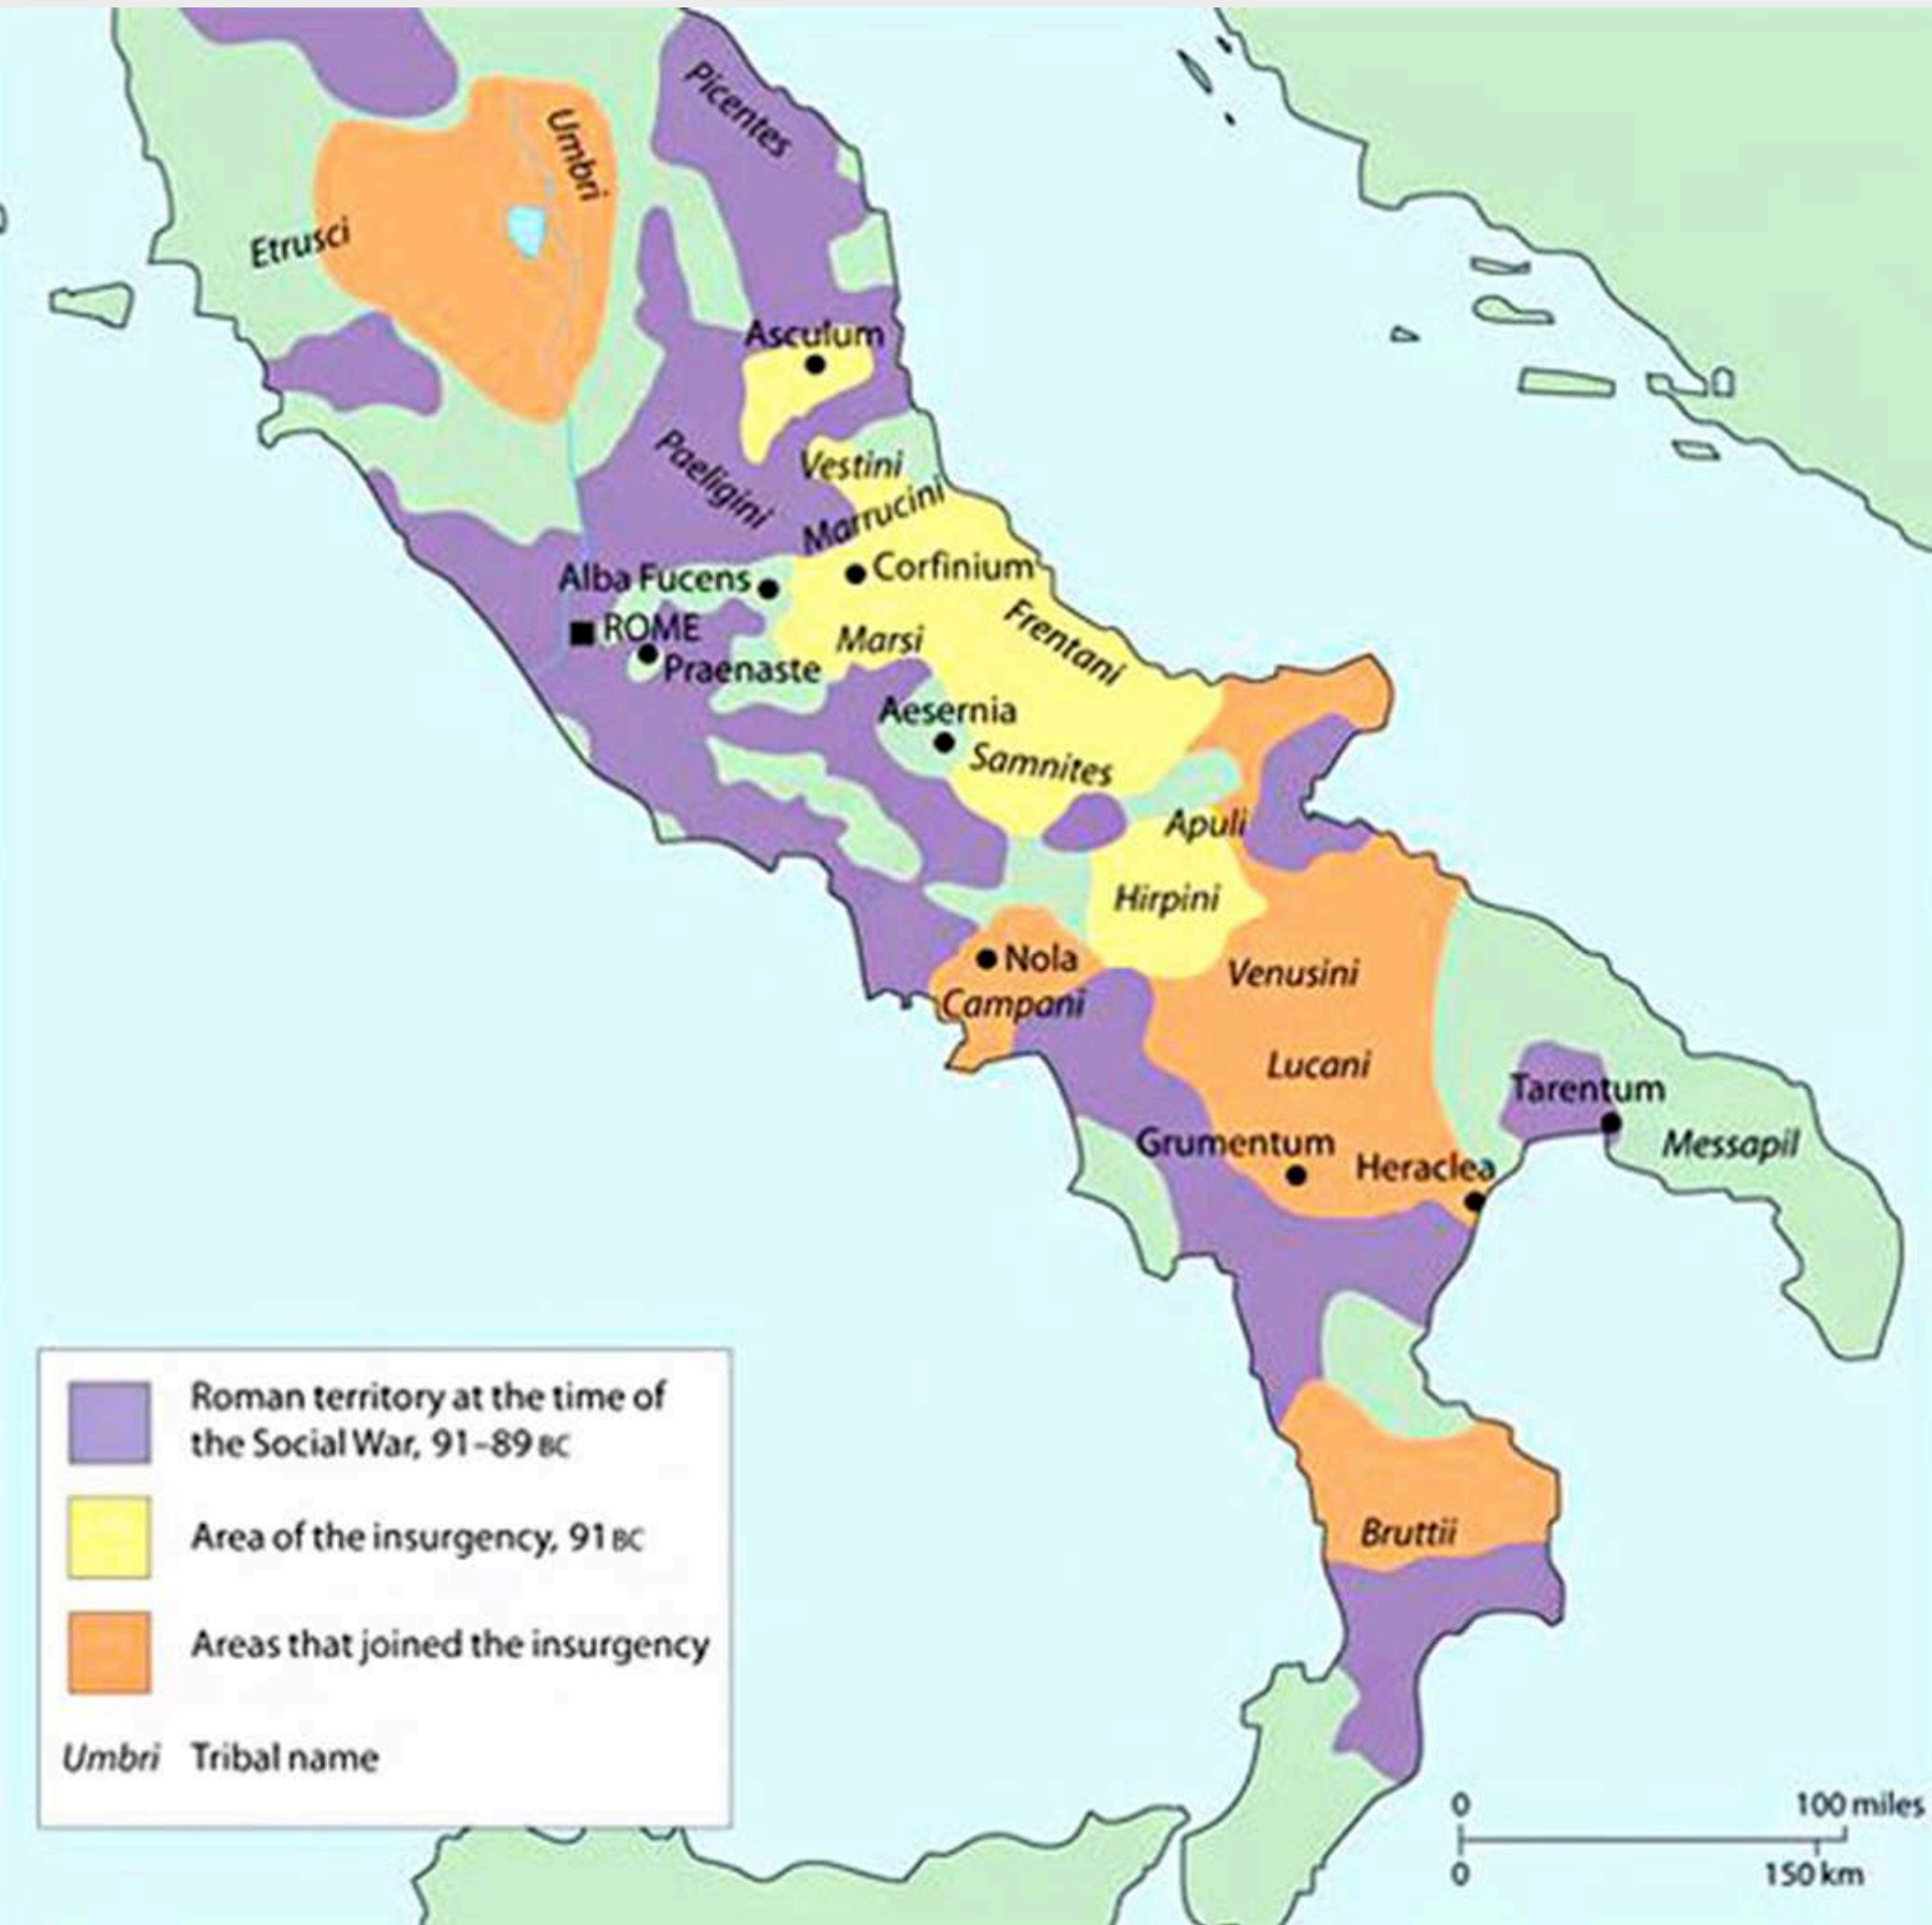 Picentes
Umbri
Etrusci
Asculum
Paeligini
Vestini
Marrucini
Alba Fucens
Corfinium
ROME
Praenaste
Marsi
Frentani
Aesernia
Samnites
Apuli
Hirpini
Nola
Campani
Venusini
Lucani
Tarentum
Messapil
Grumentum
Heraclea
Bruttii
Roman territory at the time of
the Social War, 91–89 BC
Area of the insurgency, 91 BC
Areas that joined the insurgency
Umbri Tribal name
0 100 miles
0 150 km